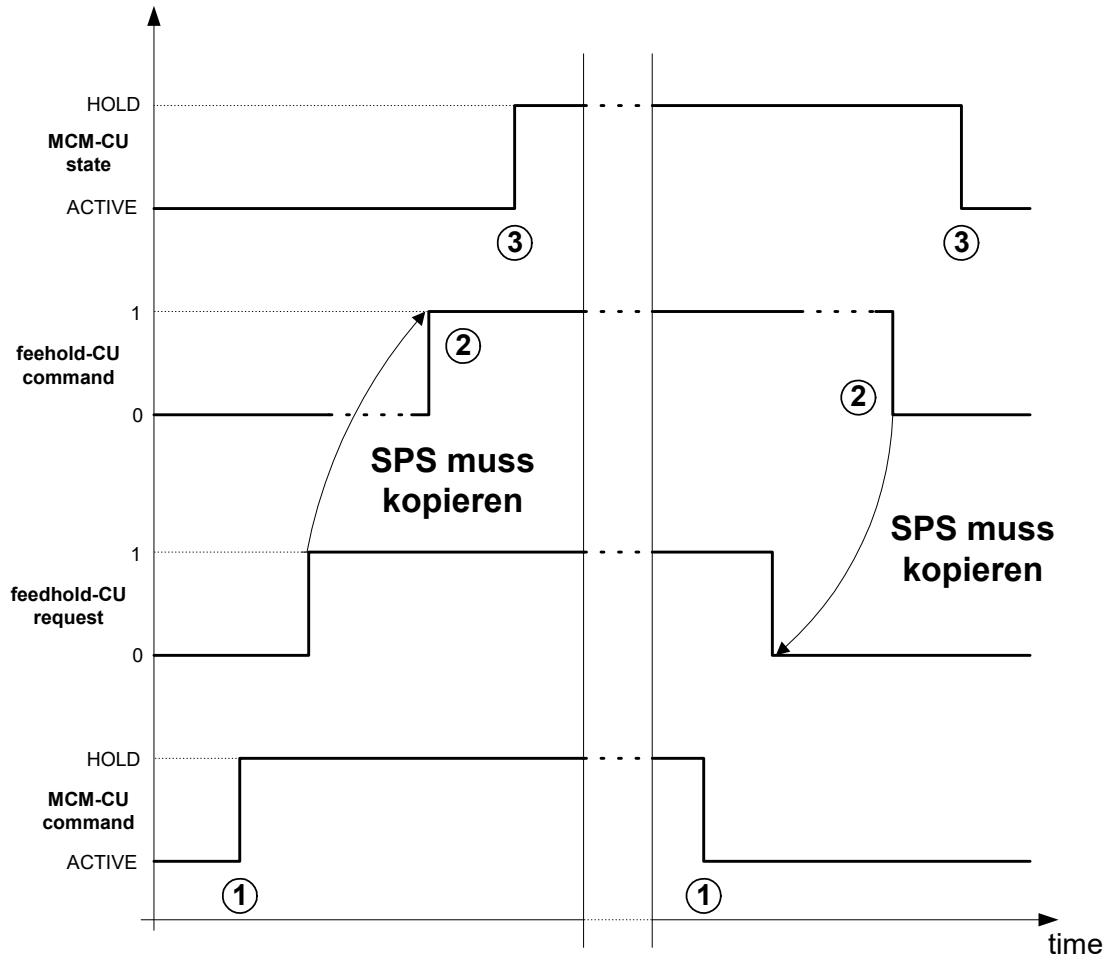 HOLD
MCM-CU
state
ACTIVE
3
3
1
2
feehold-CU
command
2
0
SPS muss
kopieren
SPS muss
kopieren
1
feedhold-CU
request
0
HOLD
MCM-CU
command
ACTIVE
1
1
time